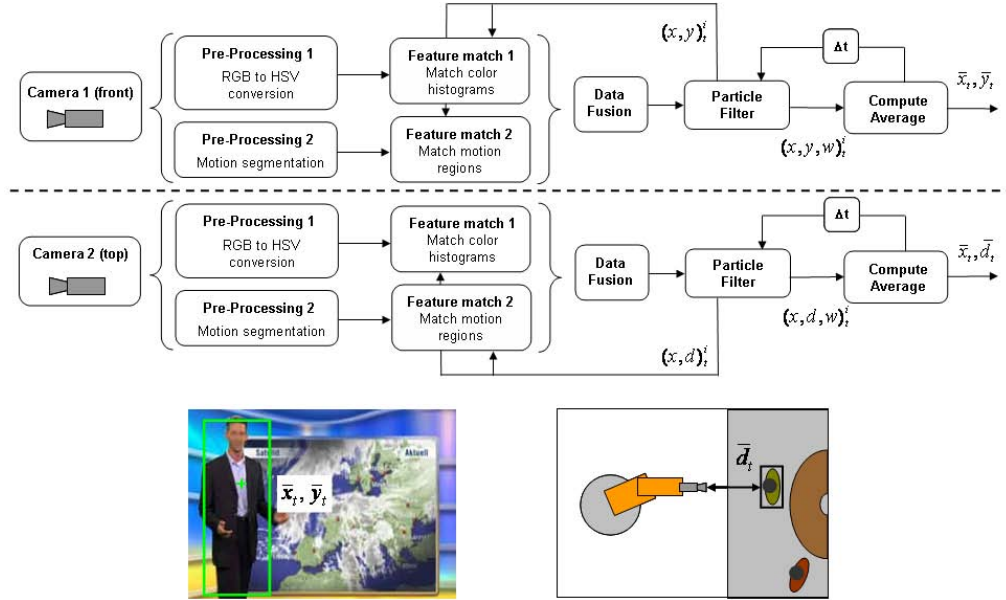 Camera 1 (front)
Pre-Processing 1
RGB to HSV
conversion
Pre-Processing 2
Motion segmentation
Feature match 1
Match color
histograms
Feature match 2
Match motion
regions
Data
Fusion
(x, y)ᵢₜ
Particle
Filter
(x, y, w)ᵢₜ
Δt
Compute
Average
x̄ₜ, ȳₜ
Camera 2 (top)
Pre-Processing 1
RGB to HSV
conversion
Pre-Processing 2
Motion segmentation
Feature match 1
Match color
histograms
Feature match 2
Match motion
regions
Data
Fusion
(x, d)ᵢₜ
Particle
Filter
(x, d, w)ᵢₜ
Δt
Compute
Average
x̄ₜ, d̄ₜ
Aktuell
x̄ₜ, ȳₜ
d̄ₜ